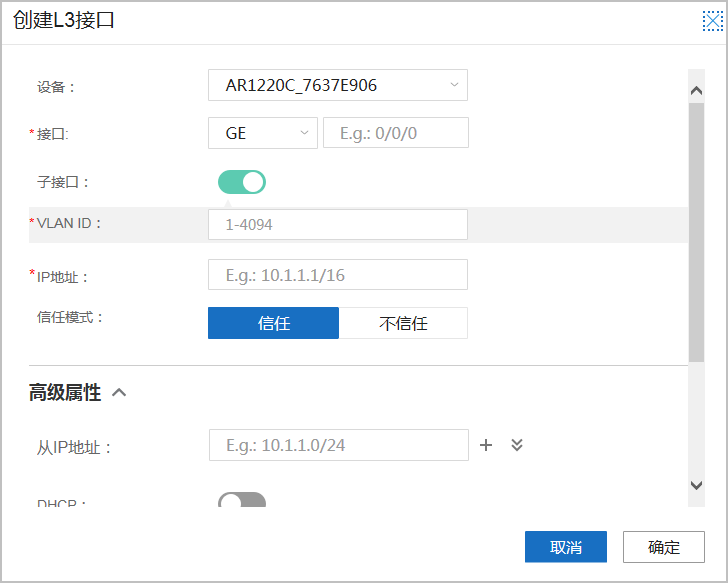 创建L3接口
设备： AR1220C_7637E906
*接口: GE E.g.: 0/0/0
子接口：
*VLAN ID： 1-4094
*IP地址： E.g.: 10.1.1.1/16
信任模式： 信任 不信任
高级属性
从IP地址： E.g.: 10.1.1.0/24
DHCP：
取消 确定